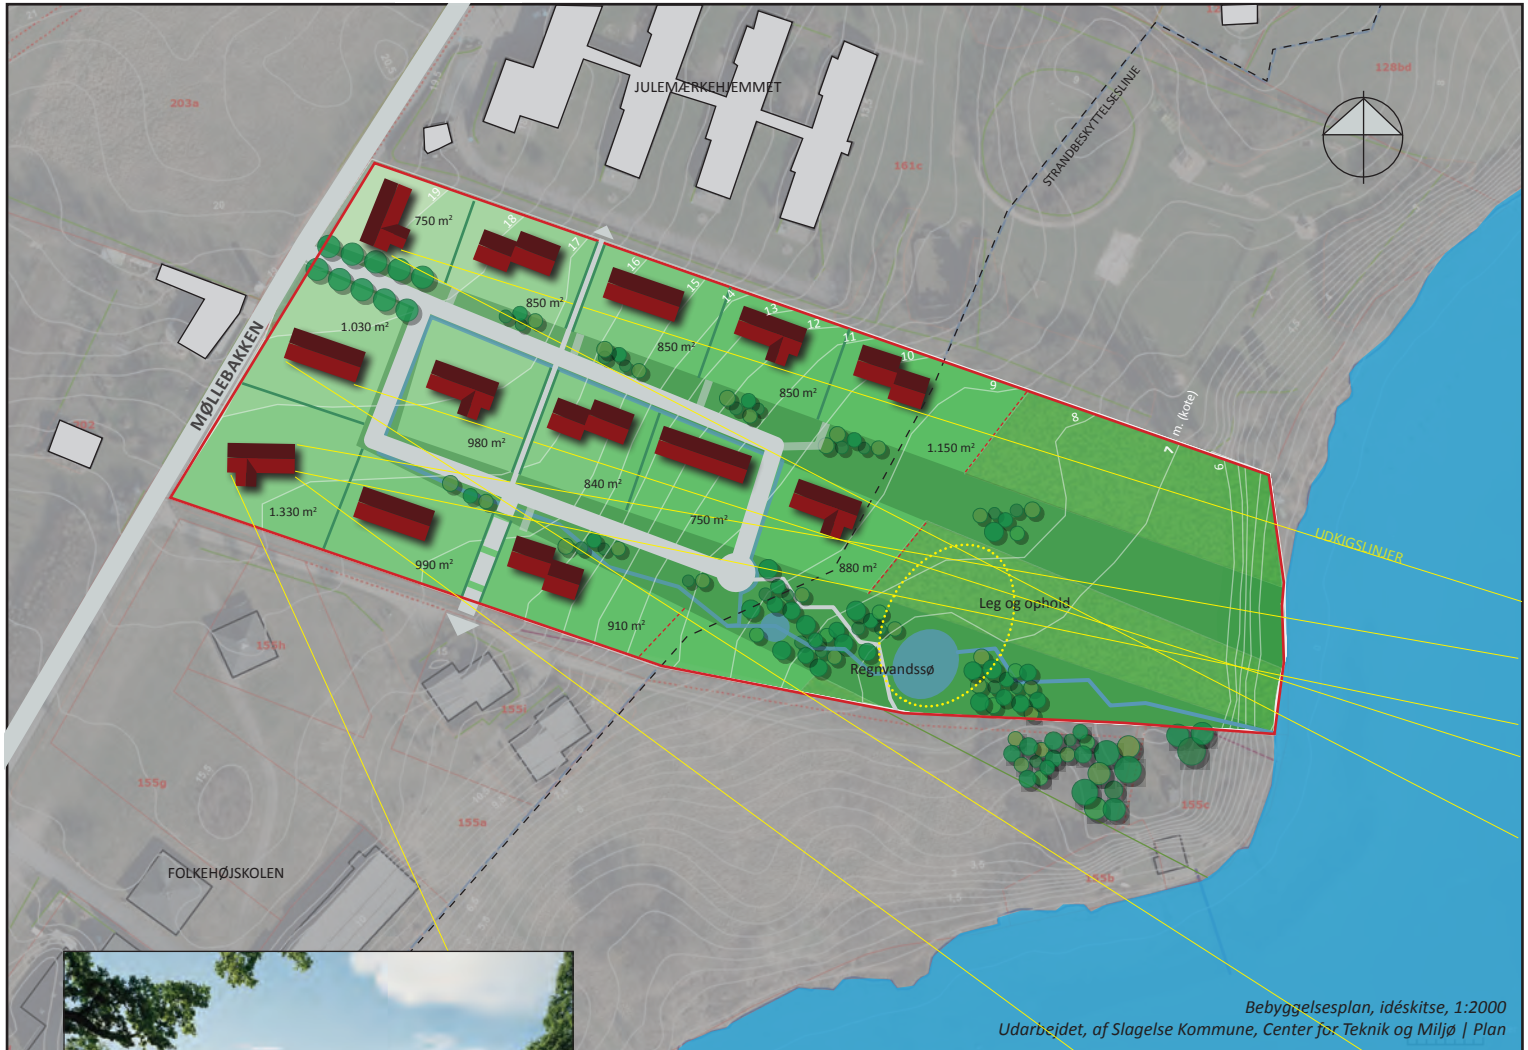 JULEMÆRKEHJEMMET
STRANDBESKYTTELSESLINJE
128bd
203a
161c
MØLLEBAKKEN
19
18
17
16
15
14
13
12
11
10
9
8
7 m. (kote)
6
750 m²
850 m²
1.030 m²
850 m²
850 m²
980 m²
1.150 m²
840 m²
1.330 m²
750 m²
990 m²
880 m²
910 m²
UDKIGSLINJER
Leg og ophold
Regnvandssø
155h
155i
155g
155a
155c
155b
FOLKEHØJSKOLEN
Bebyggelsesplan, idéskitse, 1:2000
Udarbejdet, af Slagelse Kommune, Center for Teknik og Miljø | Plan